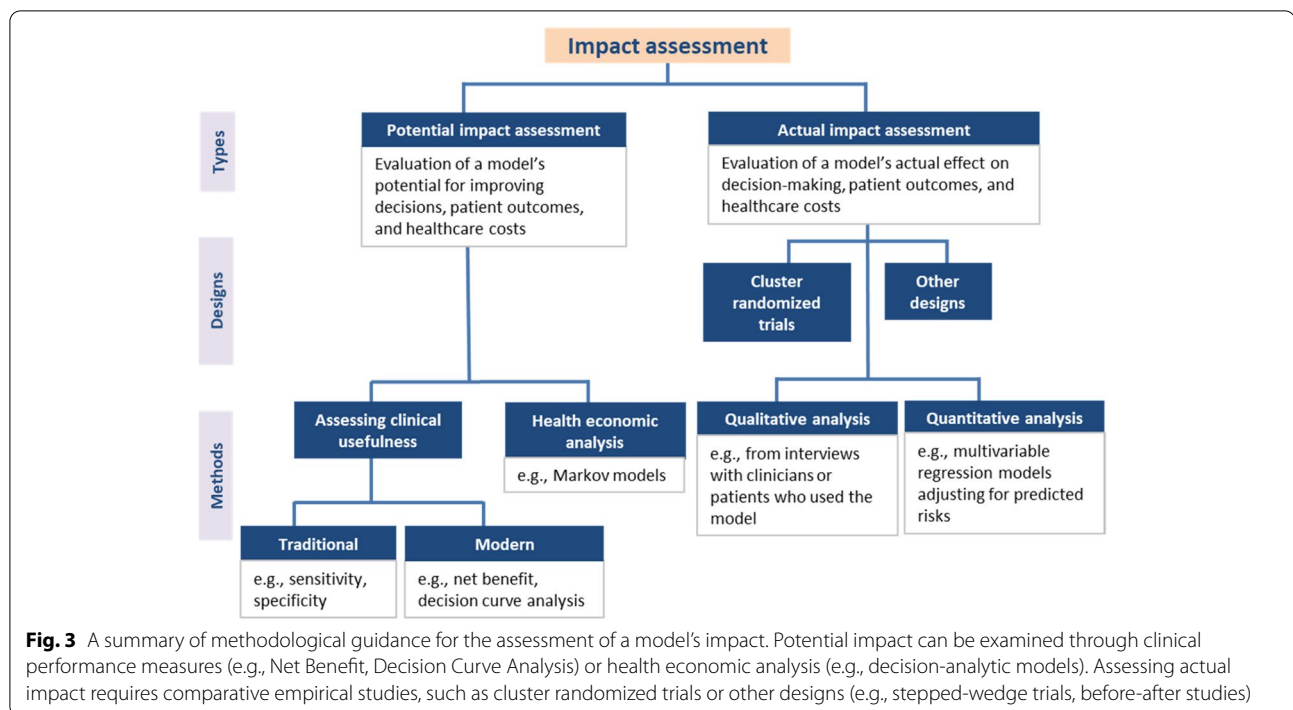 Impact assessment
Types
Potential impact assessment
Evaluation of a model's
potential for improving
decisions, patient outcomes,
and healthcare costs
Actual impact assessment
Evaluation of a model's actual effect on
decision-making, patient outcomes, and
healthcare costs
Designs
Cluster
randomized
trials
Other
designs
Methods
Assessing clinical
usefulness
Health economic
analysis
e.g., Markov models
Qualitative analysis
e.g., from interviews
with clinicians or
patients who used the
model
Quantitative analysis
e.g., multivariable
regression models
adjusting for predicted
risks
Traditional
e.g., sensitivity,
specificity
Modern
e.g., net benefit,
decision curve analysis
Fig. 3 A summary of methodological guidance for the assessment of a model's impact. Potential impact can be examined through clinical
performance measures (e.g., Net Benefit, Decision Curve Analysis) or health economic analysis (e.g., decision-analytic models). Assessing actual
impact requires comparative empirical studies, such as cluster randomized trials or other designs (e.g., stepped-wedge trials, before-after studies)